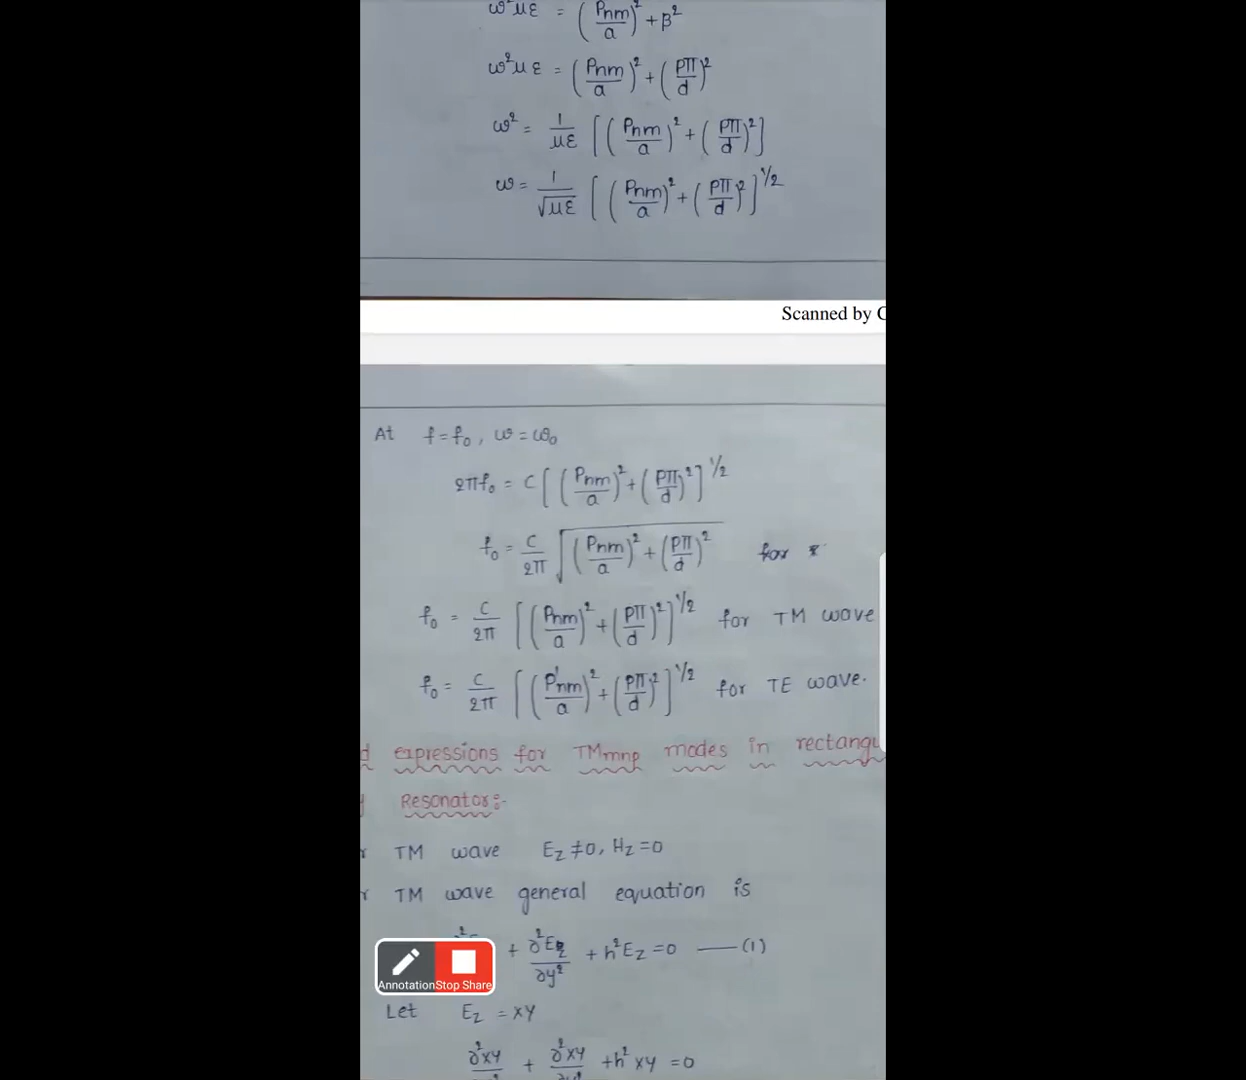 ω²με = (Pnm/a)² + β²
ω²με = (Pnm/a)² + (Pπ/d)²
ω² = 1/με [(Pnm/a)² + (Pπ/d)²]
ω = 1/√με [(Pnm/a)² + (Pπ/d)²]^1/2
Scanned by C
At f = f₀, ω = ω₀
2πf₀ = C[(Pnm/a)² + (Pπ/d)²]^1/2
f₀ = C/2π √(Pnm/a)² + (Pπ/d)² for
f₀ = C/2π [(Pnm/a)² + (Pπ/d)²]^1/2 for TM wave
f₀ = C/2π [(P'nm/a)² + (Pπ/d)²]^1/2 for TE wave.
d expressions for TMmnp modes in rectangu
Resonator:-
r TM wave Ez ≠ 0, Hz = 0
r TM wave general equation is
+ ∂²Ez/∂y² + h²Ez = 0 —— (1)
Annotation Stop Share
Let Ez = XY
∂²XY + ∂²XY + h²XY = 0